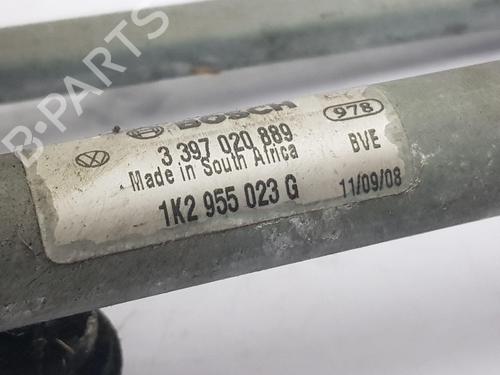 BOSCH
978
3 397 020 889
BVE
Made in South Africa
1K2 955 023 G
11/09/08
B-PARTS